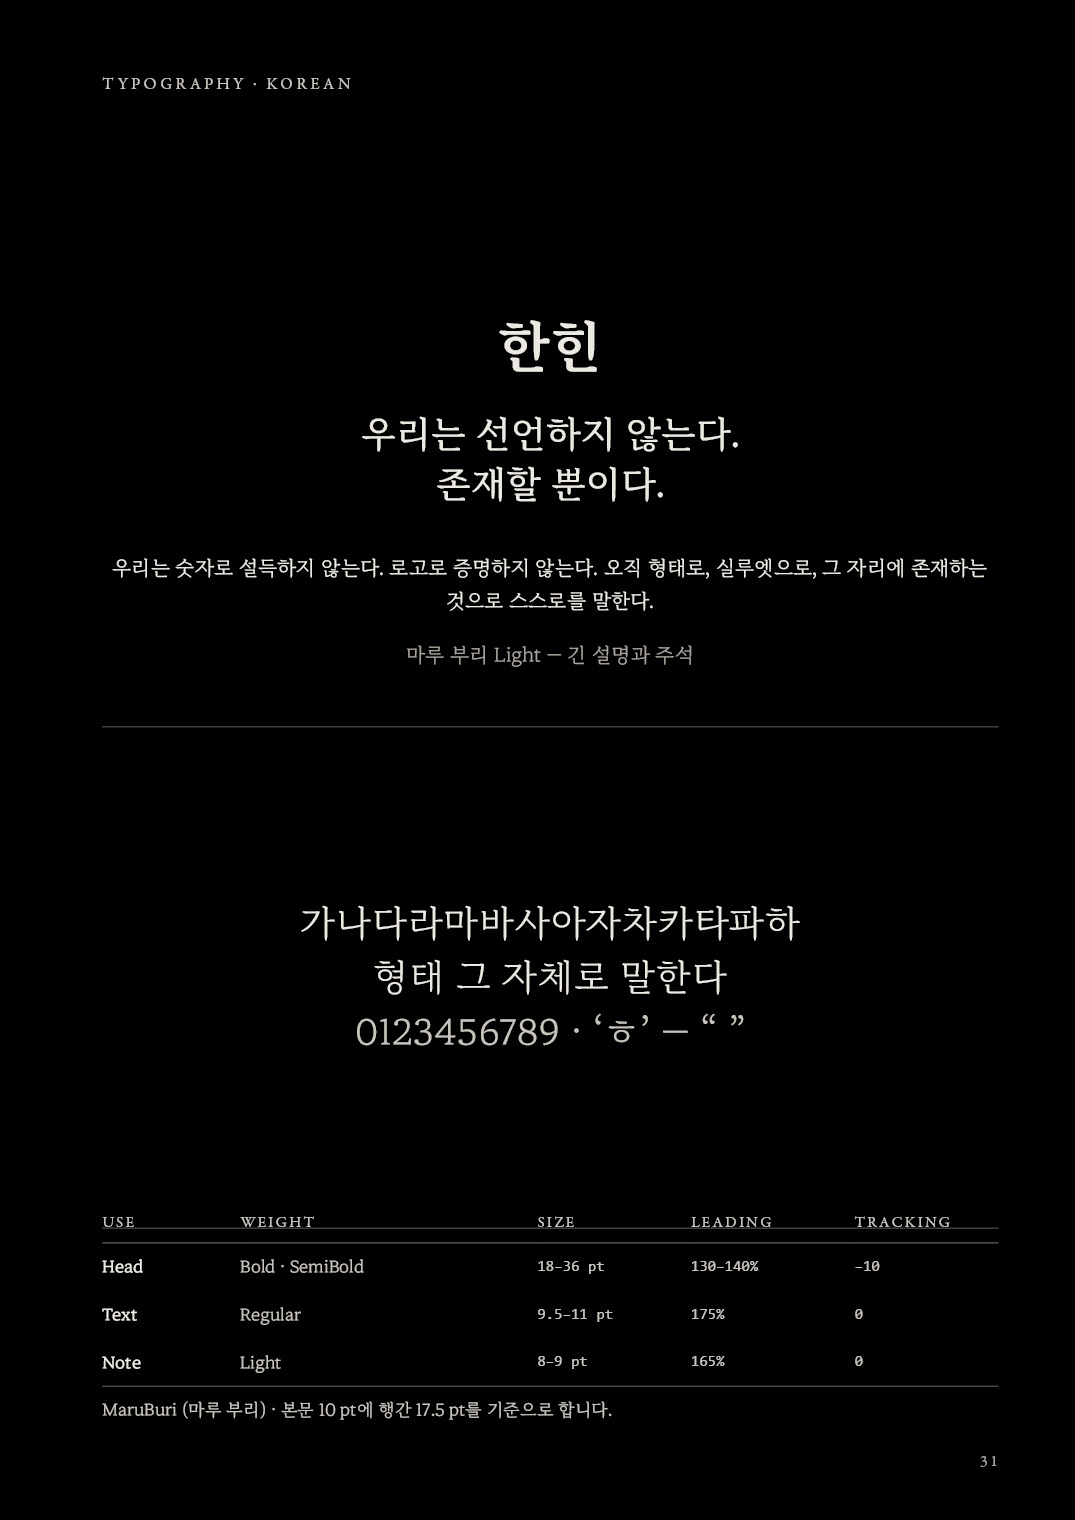 TYPOGRAPHY · KOREAN
한힌
우리는 선언하지 않는다.
존재할 뿐이다.
우리는 숫자로 설득하지 않는다. 로고로 증명하지 않는다. 오직 형태로, 실루엣으로, 그 자리에 존재하는
것으로 스스로를 말한다.
마루 부리 Light — 긴 설명과 주석
가나다라마바사아자차카타파하
형태 그 자체로 말한다
0123456789 · ‘ㅎ’ — “ ”
USE WEIGHT SIZE LEADING TRACKING
Head Bold · SemiBold 18–36 pt 130–140% −10
Text Regular 9.5–11 pt 175% 0
Note Light 8–9 pt 165% 0
MaruBuri (마루 부리) · 본문 10 pt에 행간 17.5 pt를 기준으로 합니다.
31